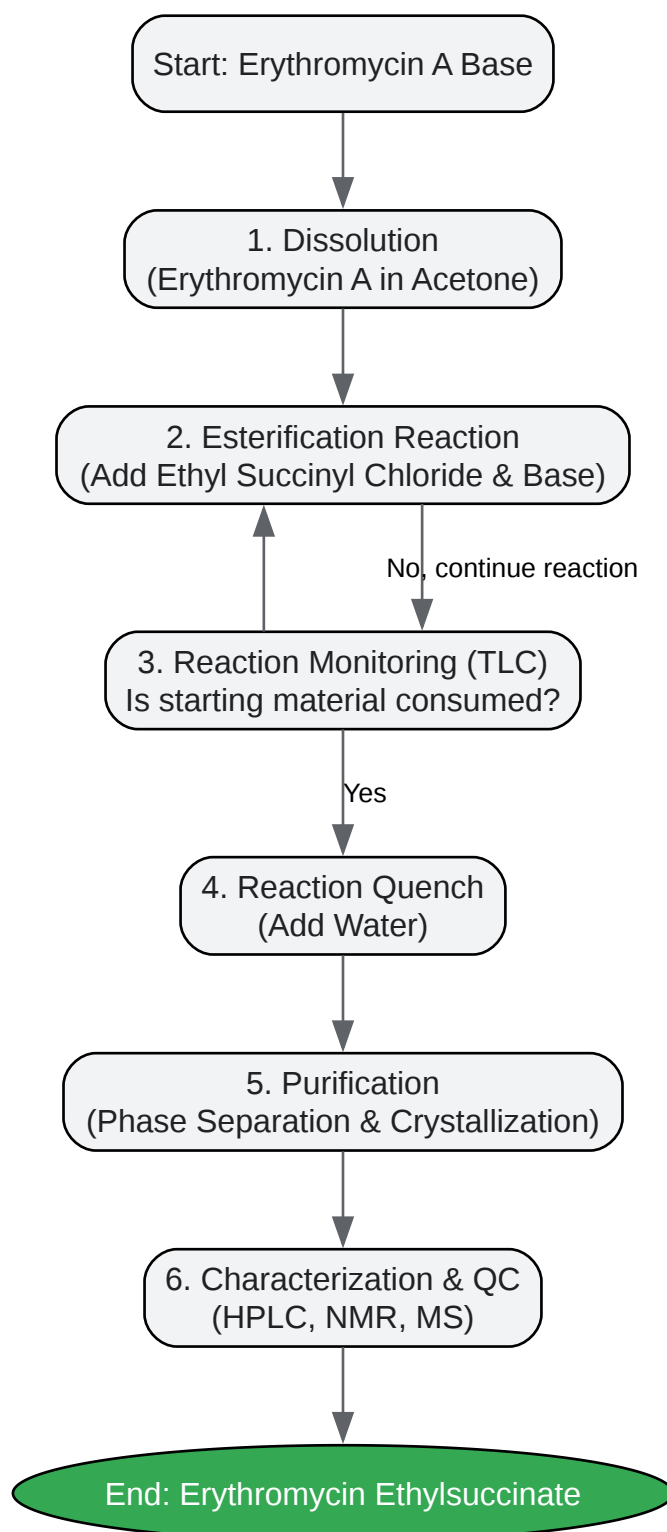 Start: Erythromycin A Base
1. Dissolution
(Erythromycin A in Acetone)
2. Esterification Reaction
(Add Ethyl Succinyl Chloride & Base)
No, continue reaction
3. Reaction Monitoring (TLC)
Is starting material consumed?
Yes
4. Reaction Quench
(Add Water)
5. Purification
(Phase Separation & Crystallization)
6. Characterization & QC
(HPLC, NMR, MS)
End: Erythromycin Ethylsuccinate